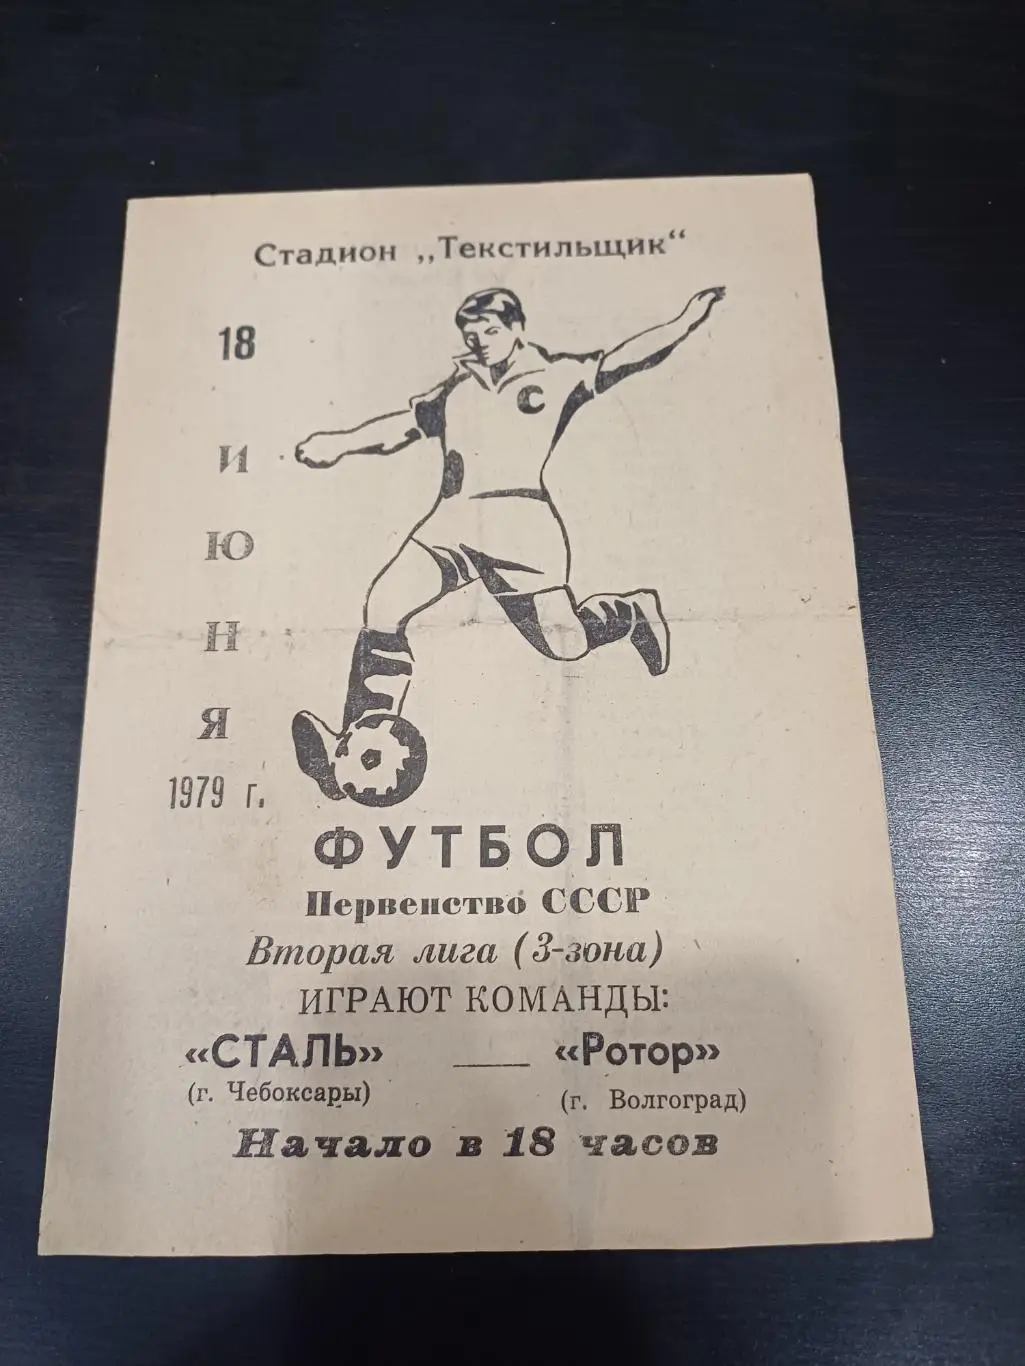 Стадион „Текстильщик“
С
18
И
Ю
Н
Я
1979 г.
ФУТБОЛ
Первенство СССР
Вторая лига (3-зона)
ИГРАЮТ КОМАНДЫ:
«СТАЛЬ» — «Ротор»
(г. Чебоксары) (г. Волгоград)
Начало в 18 часов